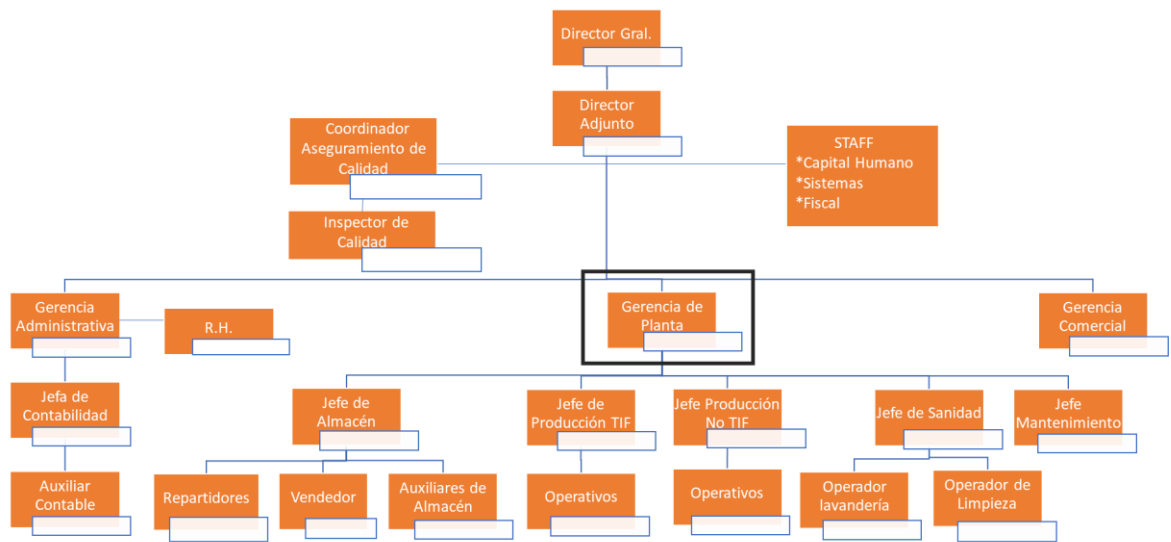 Director Gral.
Director
Adjunto
Coordinador
Aseguramiento de
Calidad
STAFF
*Capital Humano
*Sistemas
*Fiscal
Inspector de
Calidad
Gerencia
Administrativa
R.H.
Gerencia de
Planta
Gerencia
Comercial
Jefa de
Contabilidad
Jefe de
Almacén
Jefe de
Producción TIF
Jefe Producción
No TIF
Jefe de Sanidad
Jefe
Mantenimiento
Auxiliar
Contable
Repartidores
Vendedor
Auxiliares de
Almacén
Operativos
Operativos
Operador
lavandería
Operador de
Limpieza